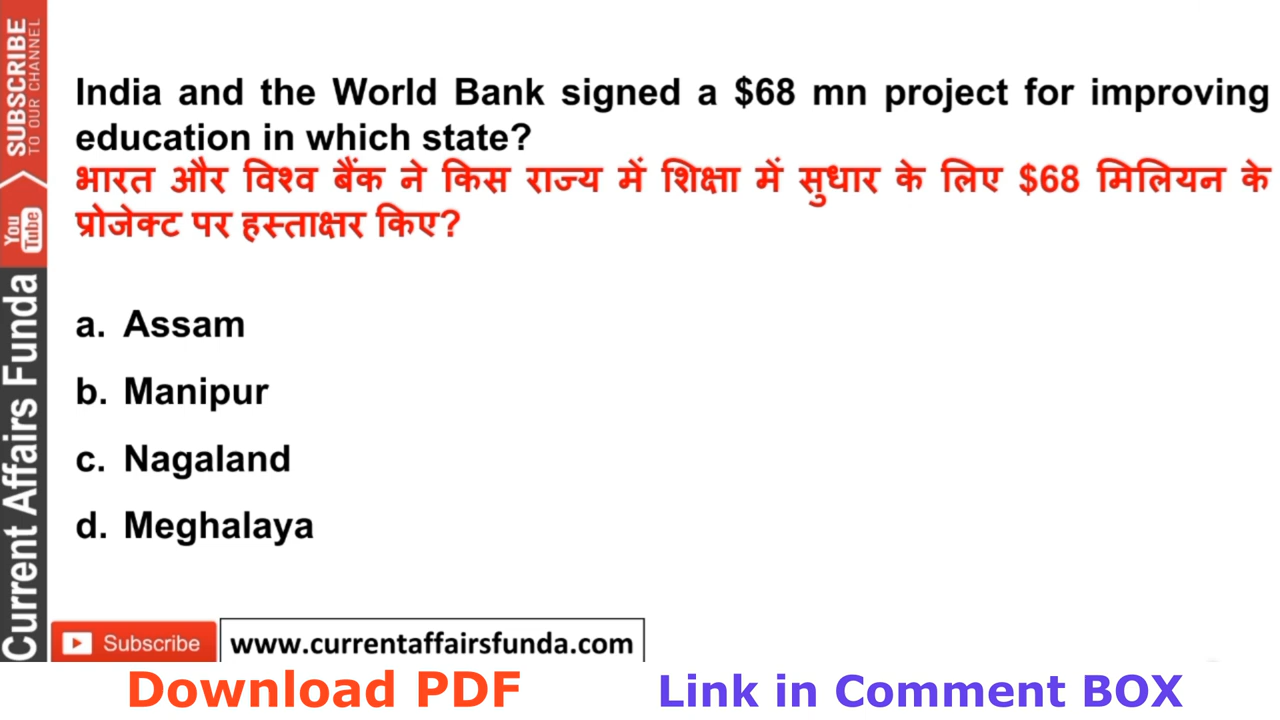 SUBSCRIBE
TO OUR CHANNEL
You
Tube
Current Affairs Funda
India and the World Bank signed a $68 mn project for improving
education in which state?
भारत और विश्व बैंक ने किस राज्य में शिक्षा में सुधार के लिए $68 मिलियन के
प्रोजेक्ट पर हस्ताक्षर किए?
a. Assam
b. Manipur
c. Nagaland
d. Meghalaya
Subscribe
www.currentaffairsfunda.com
Download PDF
Link in Comment BOX